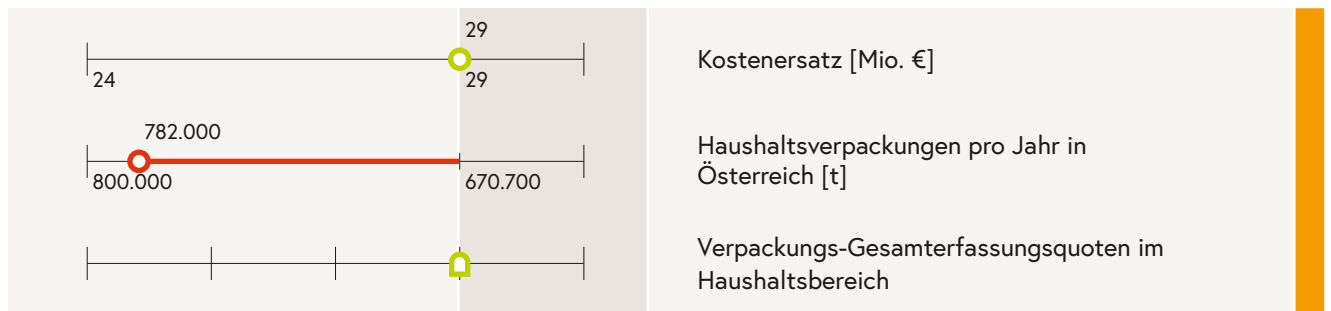 29
24
29
Kostenersatz [Mio. €]
782.000
800.000
670.700
Haushaltsverpackungen pro Jahr in
Österreich [t]
Verpackungs-Gesamterfassungsquoten im
Haushaltsbereich